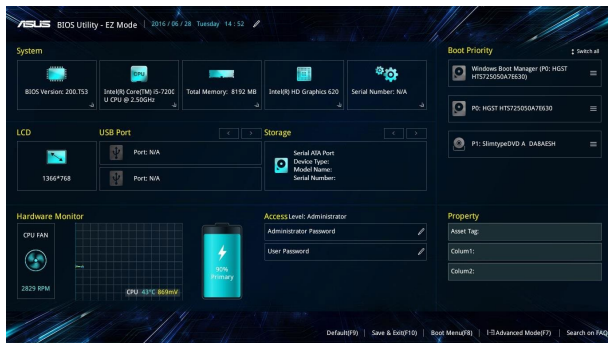 ASUS BIOS Utility - EZ Mode 2016 / 06 / 28 Tuesday 14 : 52
System
BIOS Version: 200.T53
CPU
Intel(R) Core(TM) i5-7200
U CPU @ 2.50GHz
Total Memory: 8192 MB
Intel(R) HD Graphics 620
Serial Number: N/A
Boot Priority
Switch all
Windows Boot Manager (P0: HGST
HTS725050A7E630)
P0: HGST HTS725050A7E630
P1: SlimtypeDVD A DA8AESH
LCD
1366*768
USB Port
Port: N/A
Port: N/A
Storage
Serial ATA Port
Device Type:
Model Name:
Serial Number:
Hardware Monitor
CPU FAN
2829 RPM
CPU 43°C 869mV
90%
Primary
Access Level: Administrator
Administrator Password
User Password
Property
Asset Tag:
Colum1:
Colum2:
Default(F9) | Save & Exit(F10) | Boot Menu(F8) | Advanced Mode(F7) | Search on FAQ